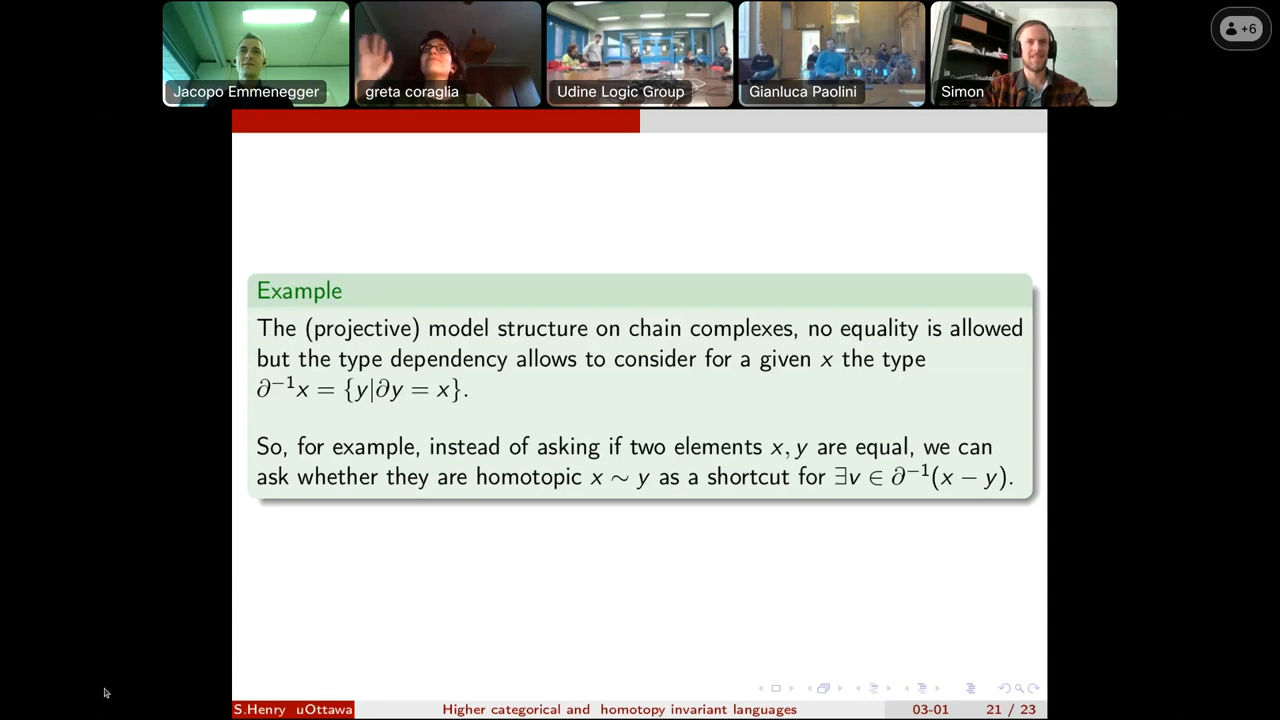 Jacopo Emmenegger
greta coraglia
Udine Logic Group
Gianluca Paolini
Simon
+6
Example
The (projective) model structure on chain complexes, no equality is allowed
but the type dependency allows to consider for a given x the type
∂⁻¹x = {y|∂y = x}.
So, for example, instead of asking if two elements x, y are equal, we can
ask whether they are homotopic x ∼ y as a shortcut for ∃v ∈ ∂⁻¹(x − y).
S.Henry uOttawa
Higher categorical and homotopy invariant languages
03-01
21 / 23